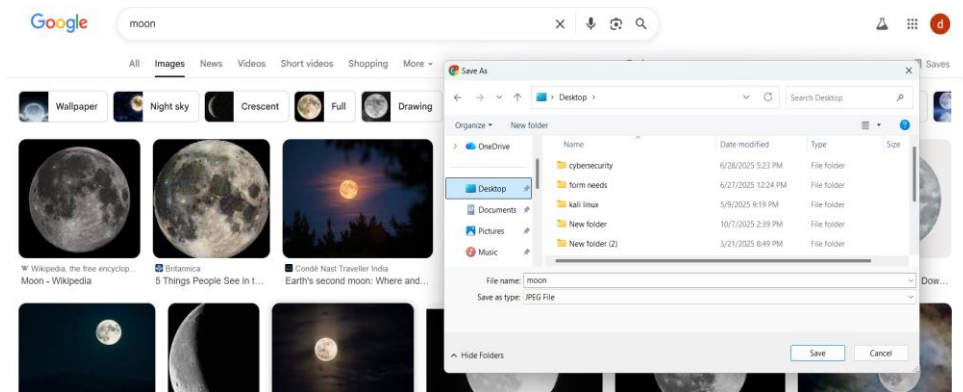 Google
moon
d
All Images News Videos Short videos Shopping More
Saves
Wallpaper
Night sky
Crescent
Full
Drawing
W Wikipedia, the free encyclop...
Moon - Wikipedia
Britannica
5 Things People See in t...
Condé Nast Traveller India
Earth's second moon: Where and...
Dow...
Save As
Desktop
Search Desktop
Organize New folder
OneDrive
Desktop
Documents
Pictures
Music
Name Date modified Type Size
cybersecurity 6/28/2025 5:23 PM File folder
form needs 6/27/2025 12:24 PM File folder
kali linux 5/9/2025 9:19 PM File folder
New folder 10/7/2025 2:39 PM File folder
New folder (2) 3/21/2025 8:49 PM File folder
File name: moon
Save as type: JPEG File
Hide Folders
Save
Cancel